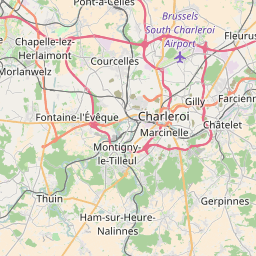 Pont-à-Celles
Brussels
South Charleroi
Airport
Fleurus
Chapelle-lez-
Herlaimont
Courcelles
Morlanwelz
Gilly
Farcienn
Fontaine-l'Évêque
Charleroi
Châtelet
Marcinelle
Montigny-
le-Tilleul
Thuin
Gerpinnes
Ham-sur-Heure-
Nalinnes